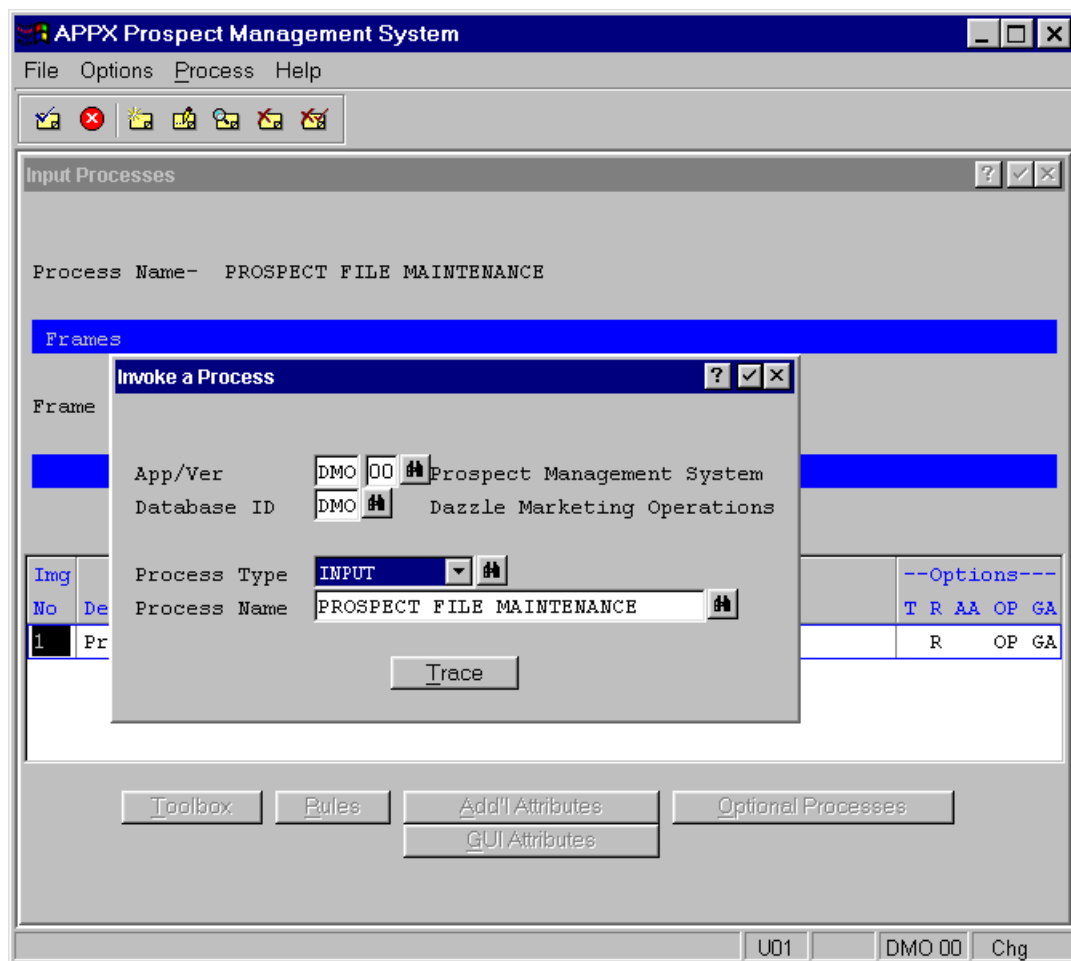 APPX Prospect Management System
File Options Process Help
Input Processes
Process Name- PROSPECT FILE MAINTENANCE
Frames
Frame
Invoke a Process
App/Ver DMO 00 Prospect Management System
Database ID DMO Dazzle Marketing Operations
Process Type INPUT
Process Name PROSPECT FILE MAINTENANCE
Trace
Img --Options---
No De T R AA OP GA
1 Pr R OP GA
Toolbox Rules Add'l Attributes Optional Processes
GUI Attributes
U01 DMO 00 Chg